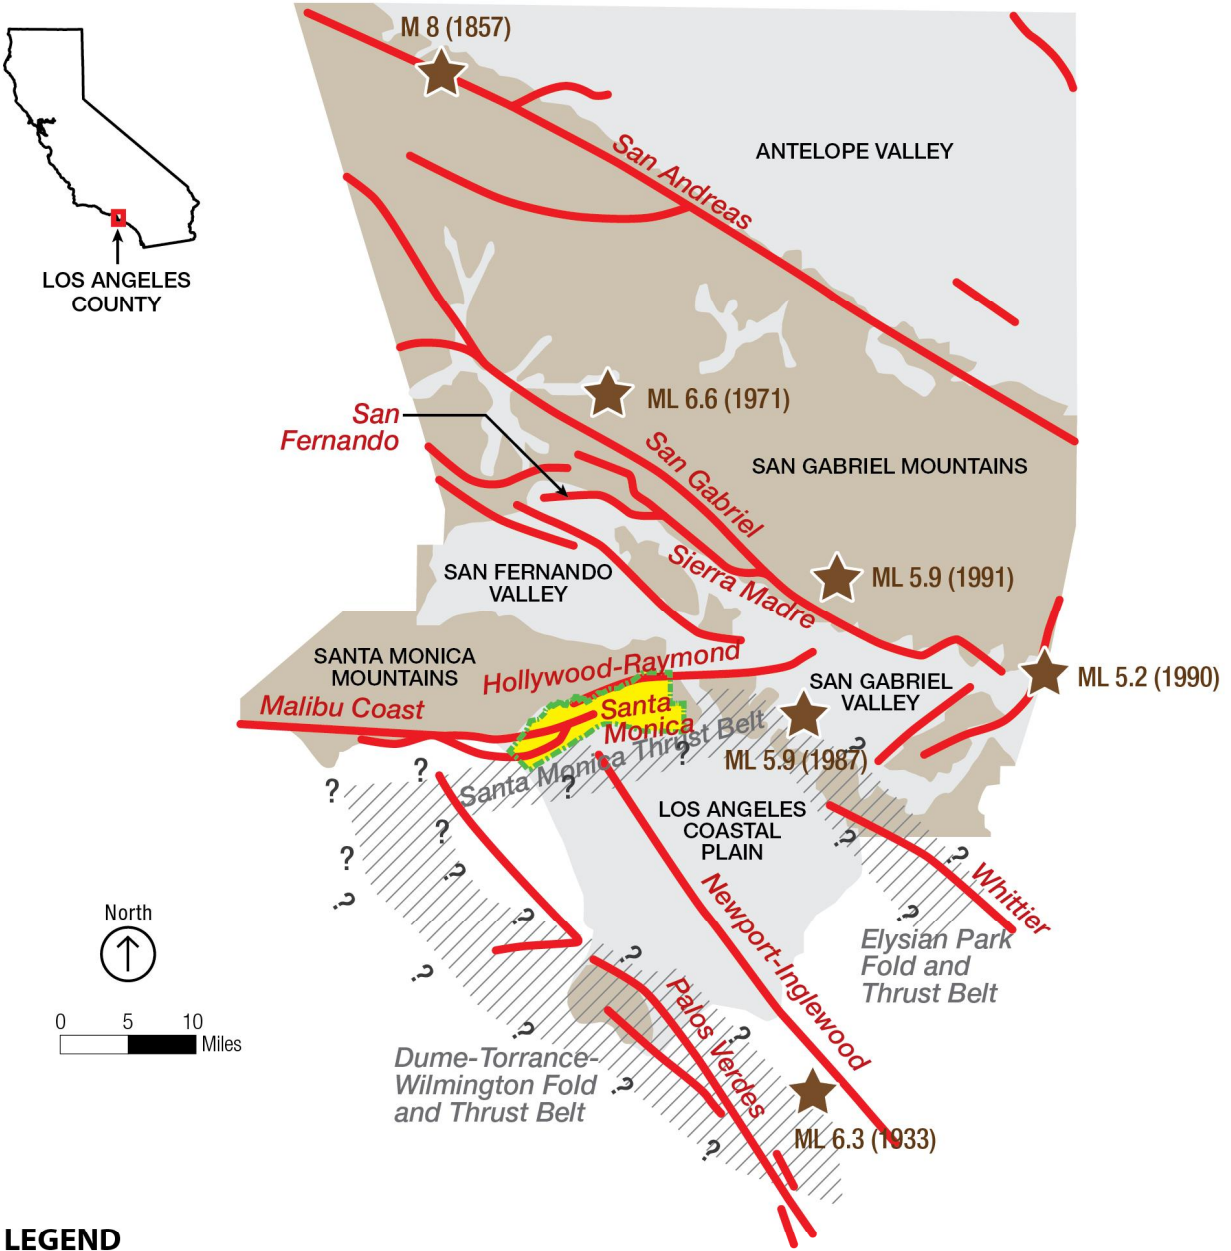 M 8 (1857)
ANTELOPE VALLEY
San Andreas
LOS ANGELES
COUNTY
ML 6.6 (1971)
San
Fernando
San Gabriel
SAN GABRIEL MOUNTAINS
Sierra Madre
ML 5.9 (1991)
SAN FERNANDO
VALLEY
SANTA MONICA
MOUNTAINS
Hollywood-Raymond
Malibu Coast
Santa
Monica
SAN GABRIEL
VALLEY
ML 5.2 (1990)
Santa Monica Thrust Belt
ML 5.9 (1987)
?
?
?
?
?
?
LOS ANGELES
COASTAL
PLAIN
?
?
?
?
?
?
?
Whittier
Newport-Inglewood
North
Elysian Park
Fold and
Thrust Belt
?
?
Palos Verdes
0 5 10
Miles
?
?
Dume-Torrance-
Wilmington Fold
and Thrust Belt
?
ML 6.3 (1933)
?
LEGEND